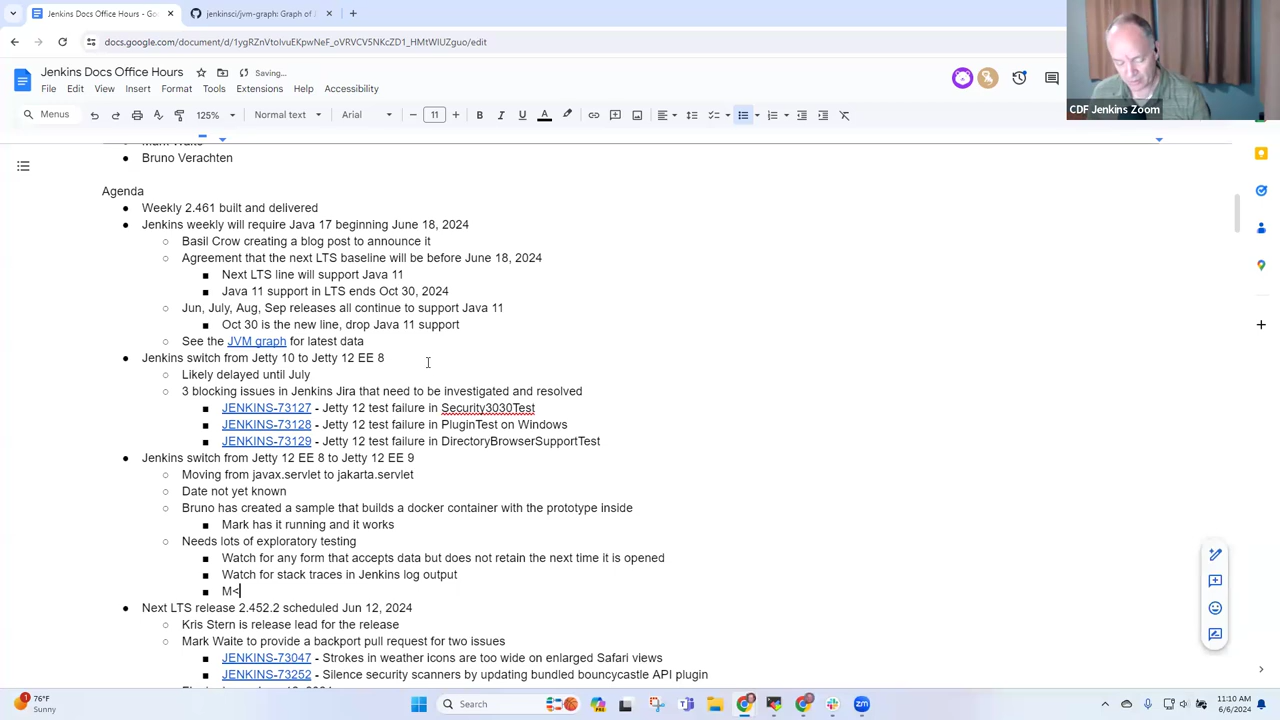 Jenkins Docs Office Hours - Go
jenkinsci/jvm-graph: Graph of J
docs.google.com/document/d/1ygRZnVtolvuEKpwNeF_oVRVCV5NKcZD1_HMtWIUZguo/edit
Jenkins Docs Office Hours
Saving...
File Edit View Insert Format Tools Extensions Help Accessibility
CDF Jenkins Zoom
Menus 125% Normal text Arial 11 B I U A
Bruno Verachten
Agenda
Weekly 2.461 built and delivered
Jenkins weekly will require Java 17 beginning June 18, 2024
Basil Crow creating a blog post to announce it
Agreement that the next LTS baseline will be before June 18, 2024
Next LTS line will support Java 11
Java 11 support in LTS ends Oct 30, 2024
Jun, July, Aug, Sep releases all continue to support Java 11
Oct 30 is the new line, drop Java 11 support
See the JVM graph for latest data
Jenkins switch from Jetty 10 to Jetty 12 EE 8
Likely delayed until July
3 blocking issues in Jenkins Jira that need to be investigated and resolved
JENKINS-73127 - Jetty 12 test failure in Security3030Test
JENKINS-73128 - Jetty 12 test failure in PluginTest on Windows
JENKINS-73129 - Jetty 12 test failure in DirectoryBrowserSupportTest
Jenkins switch from Jetty 12 EE 8 to Jetty 12 EE 9
Moving from javax.servlet to jakarta.servlet
Date not yet known
Bruno has created a sample that builds a docker container with the prototype inside
Mark has it running and it works
Needs lots of exploratory testing
Watch for any form that accepts data but does not retain the next time it is opened
Watch for stack traces in Jenkins log output
M<
Next LTS release 2.452.2 scheduled Jun 12, 2024
Kris Stern is release lead for the release
Mark Waite to provide a backport pull request for two issues
JENKINS-73047 - Strokes in weather icons are too wide on enlarged Safari views
JENKINS-73252 - Silence security scanners by updating bundled bouncycastle API plugin
76°F
Sunny
Search
11:10 AM
6/6/2024